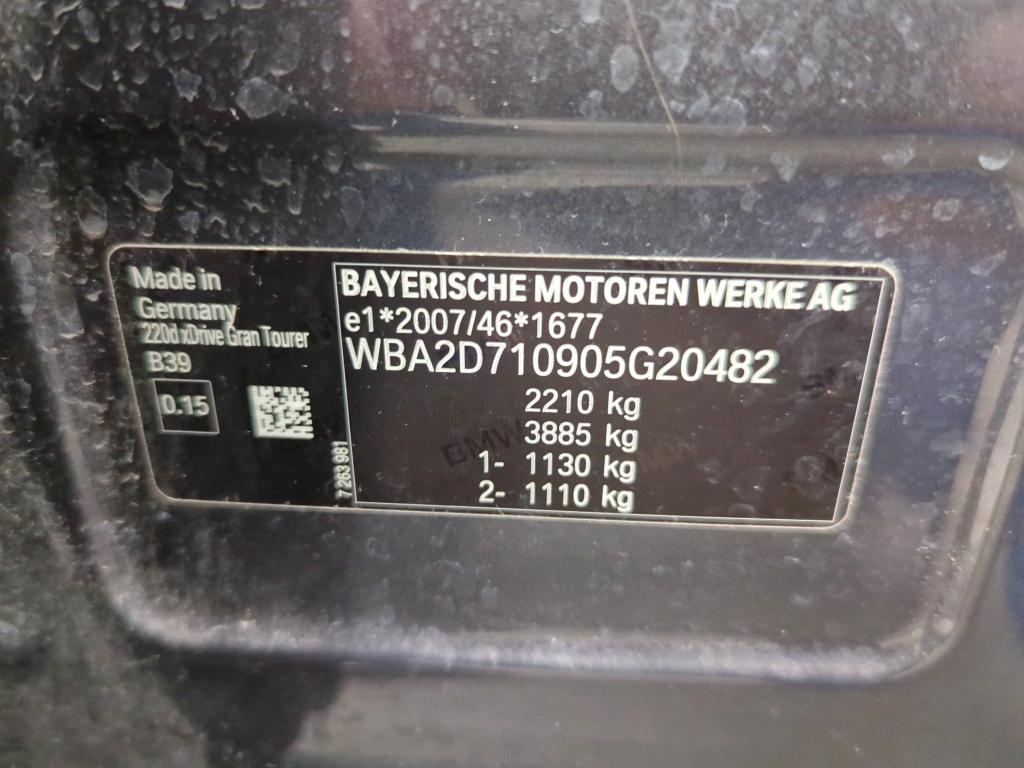 Made in
Germany
220d xDrive Gran Tourer
B39
0.15
7 263 981
BAYERISCHE MOTOREN WERKE AG
e1*2007/46*1677
WBA2D710905G20482
2210 kg
3885 kg
1- 1130 kg
2- 1110 kg
BMW